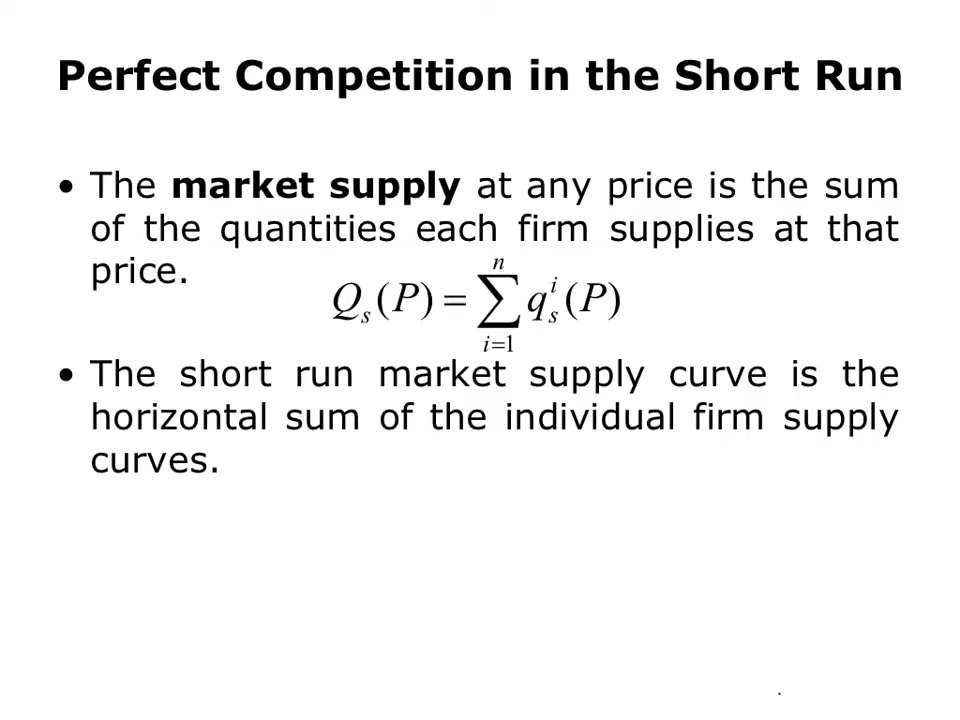 Perfect Competition in the Short Run
• The market supply at any price is the sum
of the quantities each firm supplies at that
price.
Q_s(P) = \sum_{i=1}^{n} q_s^i(P)
• The short run market supply curve is the
horizontal sum of the individual firm supply
curves.
.